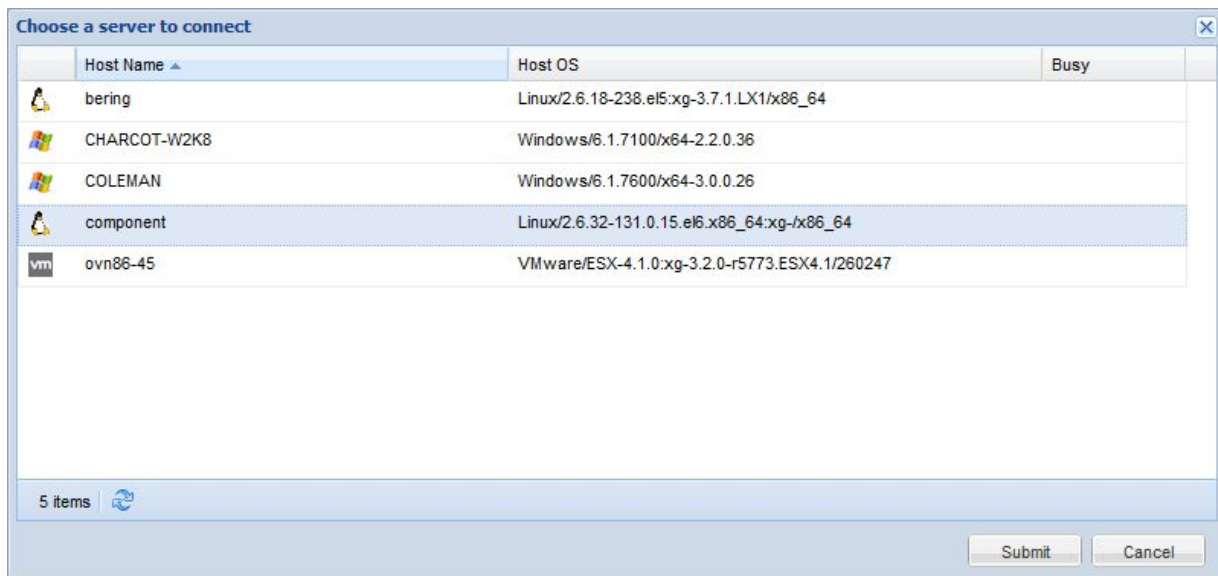 Choose a server to connect
Host Name Host OS Busy
bering Linux/2.6.18-238.el5:xg-3.7.1.LX1/x86_64
CHARCOT-W2K8 Windows/6.1.7100/x64-2.2.0.36
COLEMAN Windows/6.1.7600/x64-3.0.0.26
component Linux/2.6.32-131.0.15.el6.x86_64:xg-/x86_64
vm ovn86-45 VMware/ESX-4.1.0:xg-3.2.0-r5773.ESX4.1/260247
5 items
Submit Cancel